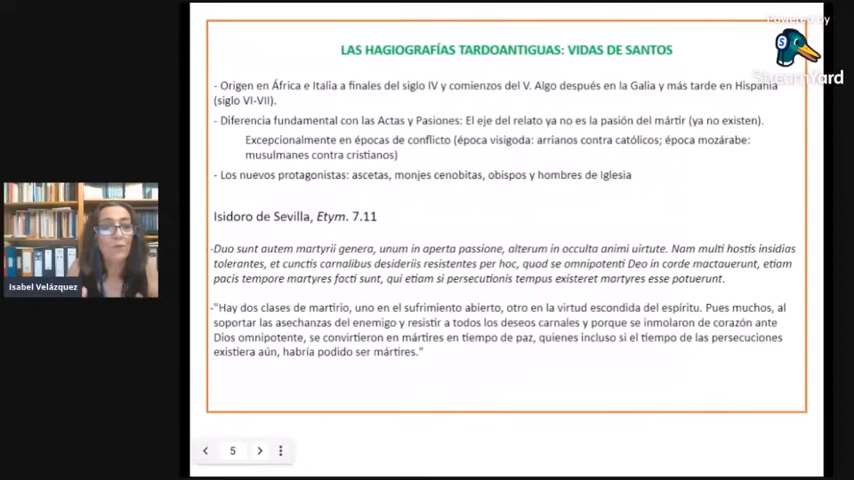 Powered by
StreamYard
LAS HAGIOGRAFÍAS TARDOANTIGUAS: VIDAS DE SANTOS
- Origen en África e Italia a finales del siglo IV y comienzos del V. Algo después en la Galia y más tarde en Hispania
(siglo VI-VII).
- Diferencia fundamental con las Actas y Pasiones: El eje del relato ya no es la pasión del mártir (ya no existen).
Excepcionalmente en épocas de conflicto (época visigoda: arrianos contra católicos; época mozárabe:
musulmanes contra cristianos)
- Los nuevos protagonistas: ascetas, monjes cenobitas, obispos y hombres de Iglesia
Isidoro de Sevilla, Etym. 7.11
-Duo sunt autem martyrii genera, unum in aperta passione, alterum in occulta animi uirtute. Nam multi hostis insidias
tolerantes, et cunctis carnalibus desideriis resistentes per hoc, quod se omnipotenti Deo in corde mactauerunt, etiam
pacis tempore martyres facti sunt, qui etiam si persecutionis tempus existeret martyres esse potuerunt.
-"Hay dos clases de martirio, uno en el sufrimiento abierto, otro en la virtud escondida del espíritu. Pues muchos, al
soportar las asechanzas del enemigo y resistir a todos los deseos carnales y porque se inmolaron de corazón ante
Dios omnipotente, se convirtieron en mártires en tiempo de paz, quienes incluso si el tiempo de las persecuciones
existiera aún, habría podido ser mártires."
Isabel Velázquez
5